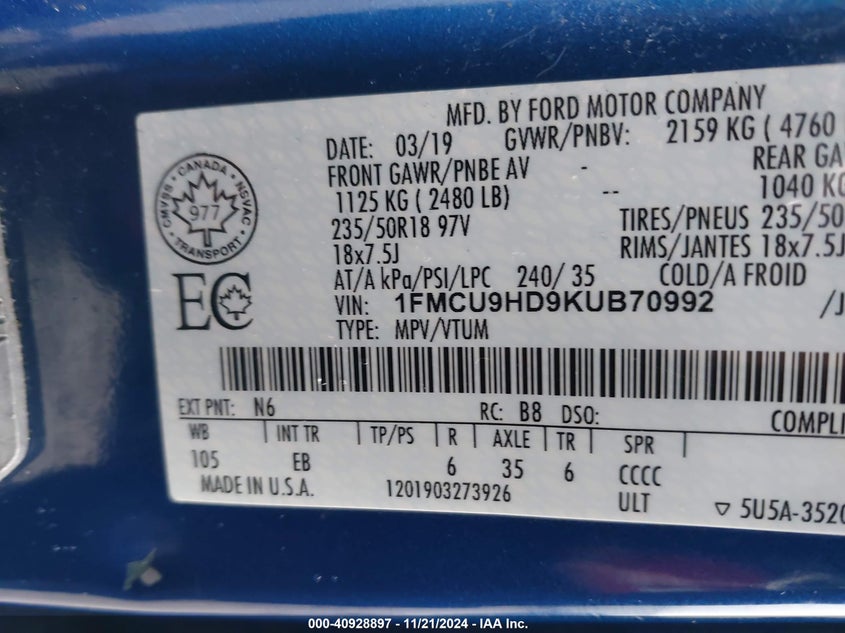 MFD. BY FORD MOTOR COMPANY
DATE: 03/19 GVWR/PNBV: 2159 KG ( 4760
FRONT GAWR/PNBE AV - REAR GA
1125 KG ( 2480 LB) -- 1040 KG
235/50R18 97V TIRES/PNEUS 235/50
18x7.5J RIMS/JANTES 18x7.5J
AT/A kPa/PSI/LPC 240/ 35 COLD/A FROID
VIN: 1FMCU9HD9KUB70992 /J
TYPE: MPV/VTUM
CANADA
CMVSS NSVAC
977
TRANSPORT
EC
EXT PNT: N6 RC: B8 DSO: COMPLI
WB INT TR TP/PS R AXLE TR SPR
105 EB 6 35 6 CCCC
MADE IN U.S.A. 1201903273926 ULT 5U5A-3520
000-40928897 - 11/21/2024 - IAA Inc.